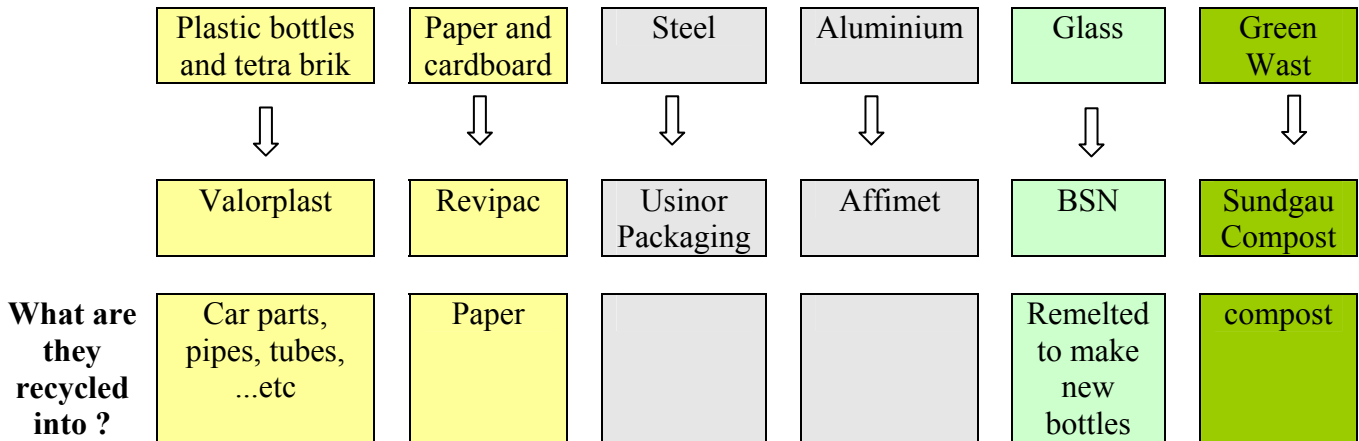 Plastic bottles
and tetra brik
Paper and
cardboard
Steel
Aluminium
Glass
Green
Wast
Valorplast
Revipac
Usinor
Packaging
Affimet
BSN
Sundgau
Compost
What are
they
recycled
into ?
Car parts,
pipes, tubes,
...etc
Paper
Remelted
to make
new
bottles
compost